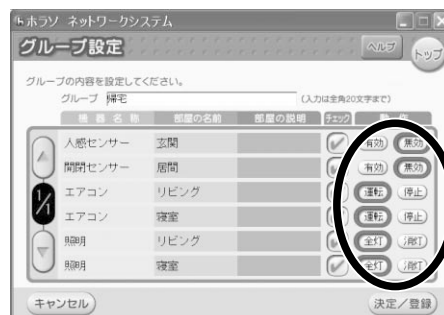 ホラソ ネットワークシステム
グループ設定
ヘルプ
トップ
グループの内容を設定してください。
グループ 帰宅 (入力は全角20文字まで)
機器名称 部屋の名前 部屋の説明 チェック 動作
人感センサー 玄関 有効 無効
開閉センサー 居間 有効 無効
1/1
エアコン リビング 運転 停止
エアコン 寝室 運転 停止
照明 リビング 全灯 消灯
照明 寝室 全灯 消灯
キャンセル 決定/登録